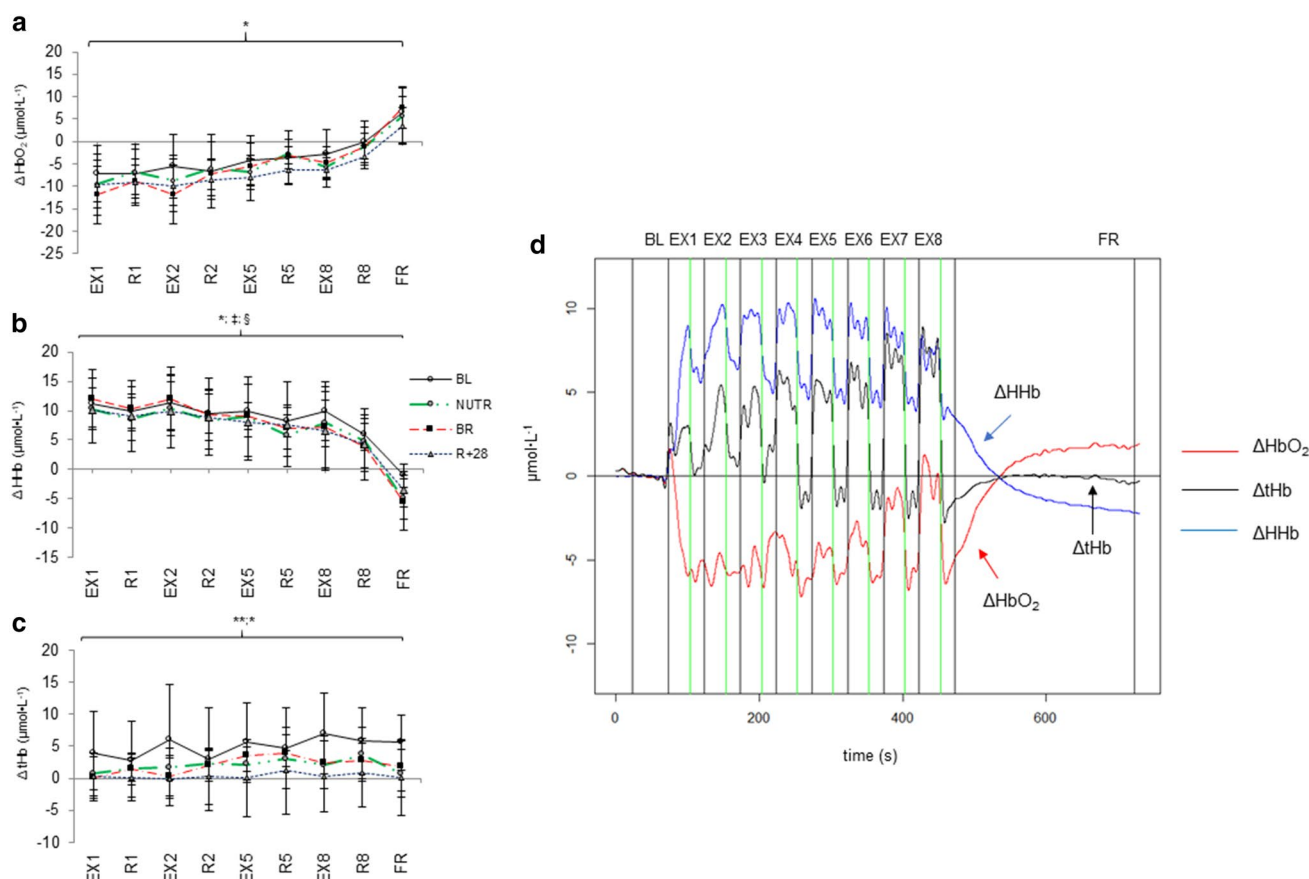 a
*
20
15
10
5
0
-5
-10
-15
-20
-25
Δ HbO₂ (µmol·L⁻¹)
EX1 R1 EX2 R2 EX5 R5 EX8 R8 FR
b
*; ‡; §
20
15
10
5
0
-5
-10
-15
Δ HHb (µmol·L⁻¹)
EX1 R1 EX2 R2 EX5 R5 EX8 R8 FR
BL
NUTR
BR
R+28
c
**;*
20
15
10
5
0
-5
-10
Δ tHb (µmol·L⁻¹)
EX1 R1 EX2 R2 EX5 R5 EX8 R8 FR
d
BL EX1 EX2 EX3 EX4 EX5 EX6 EX7 EX8 FR
10
5
0
-5
-10
µmol·L⁻¹
ΔHHb
ΔtHb
ΔHbO₂
0 200 400 600
time (s)
ΔHbO₂
ΔtHb
ΔHHb